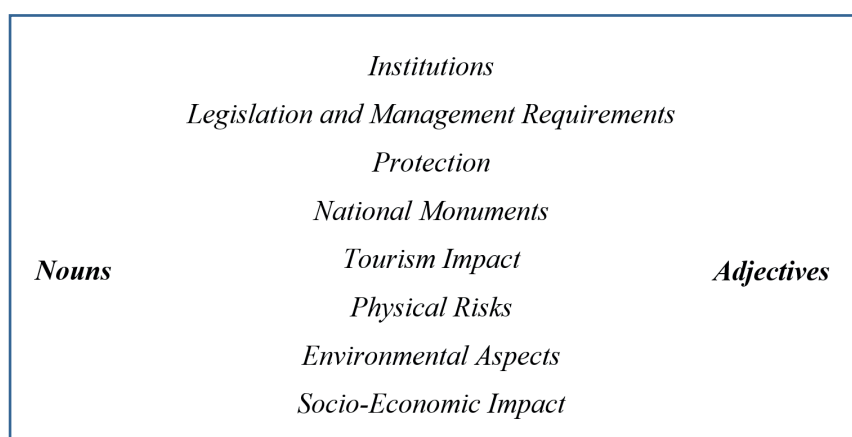 Institutions
Legislation and Management Requirements
Protection
National Monuments
Tourism Impact
Nouns
Adjectives
Physical Risks
Environmental Aspects
Socio-Economic Impact